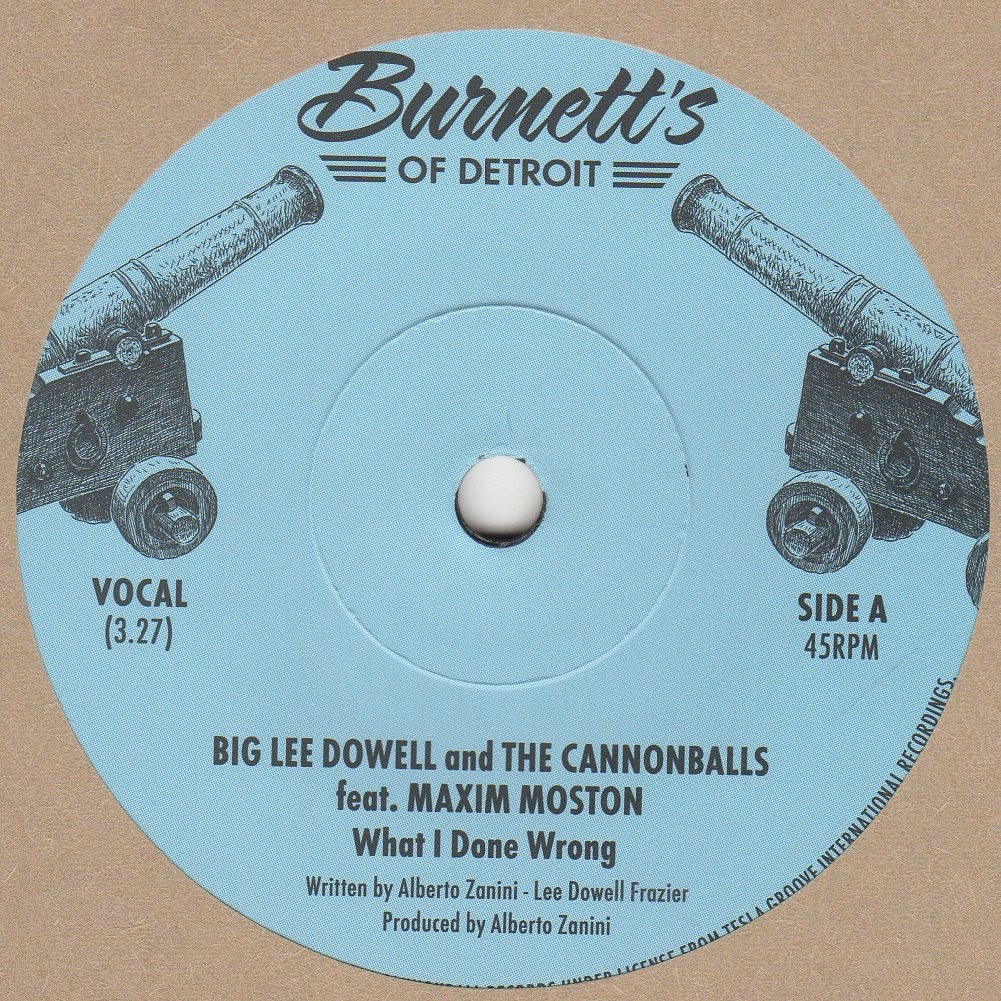 Burnett's
OF DETROIT
VOCAL
(3.27)
SIDE A
45RPM
BIG LEE DOWELL and THE CANNONBALLS
feat. MAXIM MOSTON
What I Done Wrong
Written by Alberto Zanini - Lee Dowell Frazier
Produced by Alberto Zanini
RECORDS UNDER LICENSE FROM TESLA GROOVE INTERNATIONAL RECORDINGS.